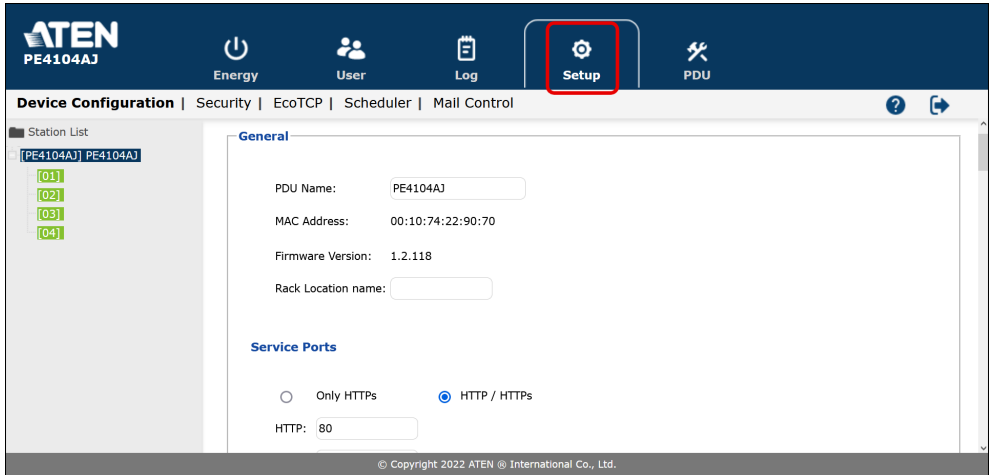 ATEN
PE4104AJ
Energy
User
Log
Setup
PDU
Device Configuration | Security | EcoTCP | Scheduler | Mail Control
?
Station List
[PE4104AJ] PE4104AJ
[01]
[02]
[03]
[04]
General
PDU Name: PE4104AJ
MAC Address: 00:10:74:22:90:70
Firmware Version: 1.2.118
Rack Location name:
Service Ports
Only HTTPs HTTP / HTTPs
HTTP: 80
© Copyright 2022 ATEN ® International Co., Ltd.